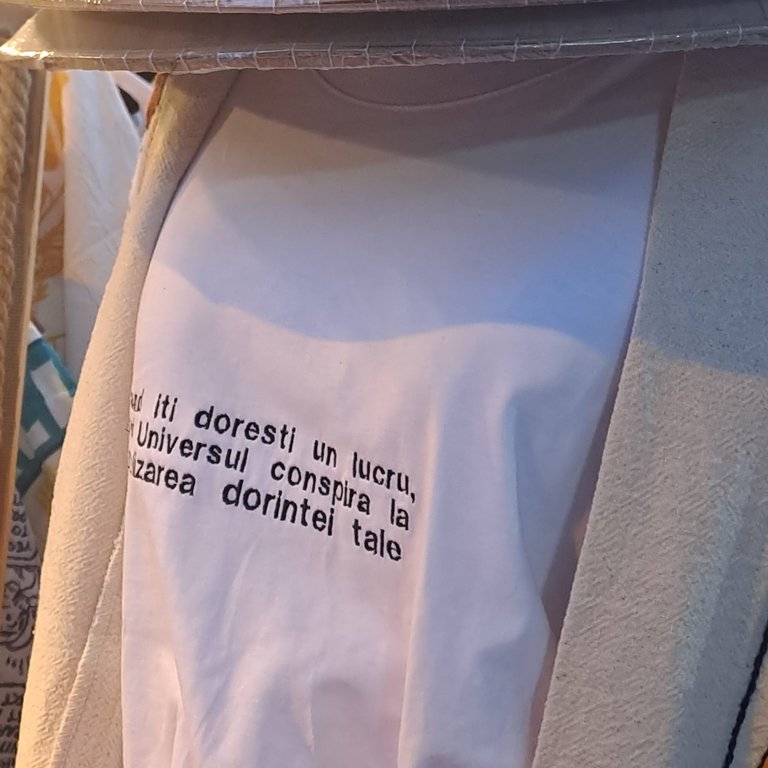 iti doresti un lucru,
Universul conspira la
dorintei tale